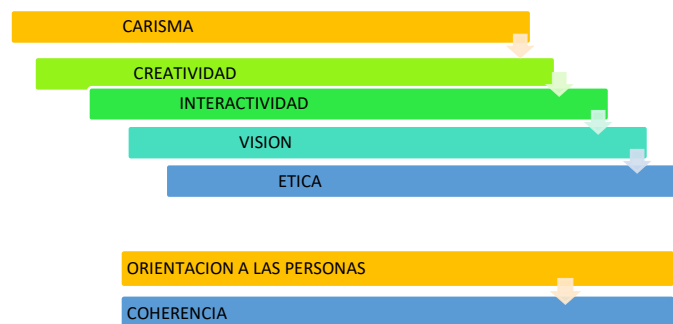 CARISMA
CREATIVIDAD
INTERACTIVIDAD
VISION
ETICA
ORIENTACION A LAS PERSONAS
COHERENCIA